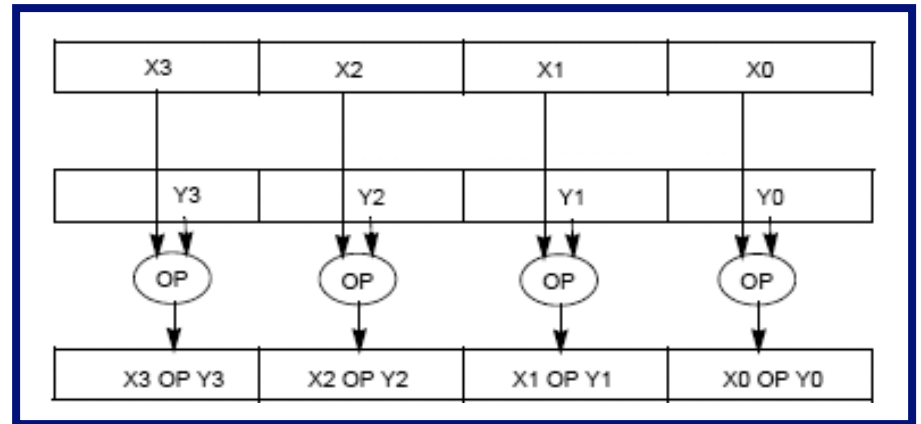 X3 X2 X1 X0
Y3 Y2 Y1 Y0
OP OP OP OP
X3 OP Y3 X2 OP Y2 X1 OP Y1 X0 OP Y0